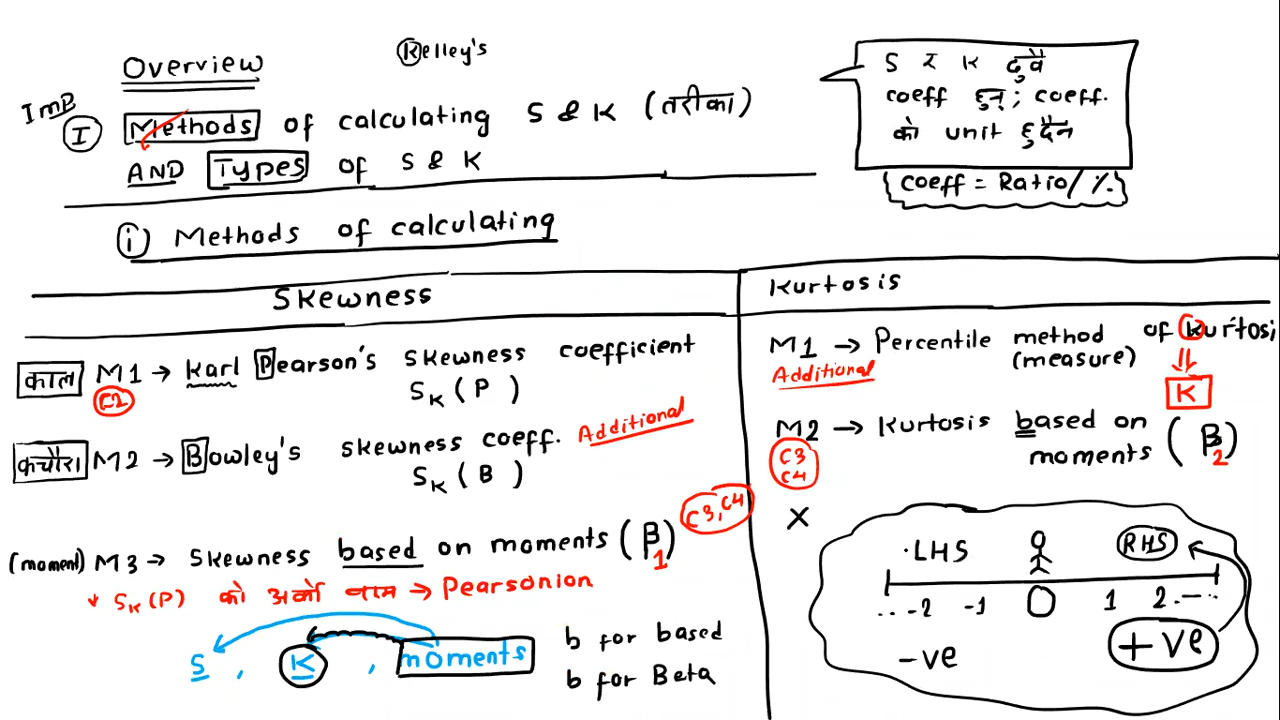 Overview
Kelley's
Imp
I Methods of calculating S & K (तरीका)
AND Types of S & K
S र K दुवै
coeff हुन् ; coeff.
को unit हुँदैन
coeff = Ratio/%
i) Methods of calculating
Skewness
काल M1 → Karl Pearson's skewness coefficient
C2
SK (P)
कचौरा M2 → Bowley's skewness coeff. Additional
SK (B)
(moment) M3 → Skewness based on moments (β1)
C3, C4
SK (P) को अर्को नाम → Pearsonion
S , K , moments
b for based
b for Beta
Kurtosis
M1 → Percentile method of Kurtosi
(measure)
Additional
K
M2 → Kurtosis based on
moments (β2)
C3
C4
X
LHS RHS
.. -2 -1 0 1 2 ....
-ve +ve